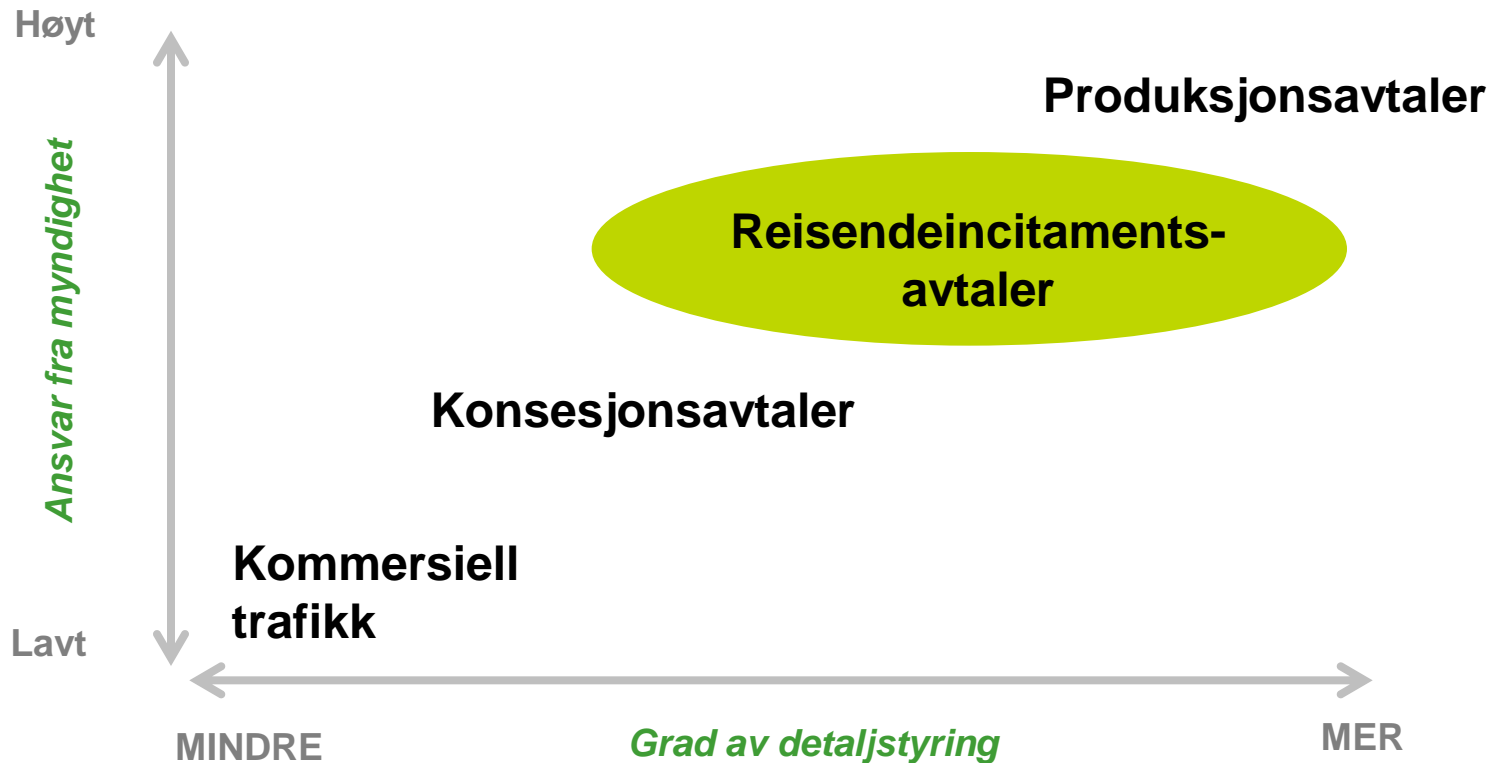 Høyt
Produksjonsavtaler
Ansvar fra myndighet
Reisendeincitaments-
avtaler
Konsesjonsavtaler
Kommersiell
trafikk
Lavt
MINDRE
Grad av detaljstyring
MER